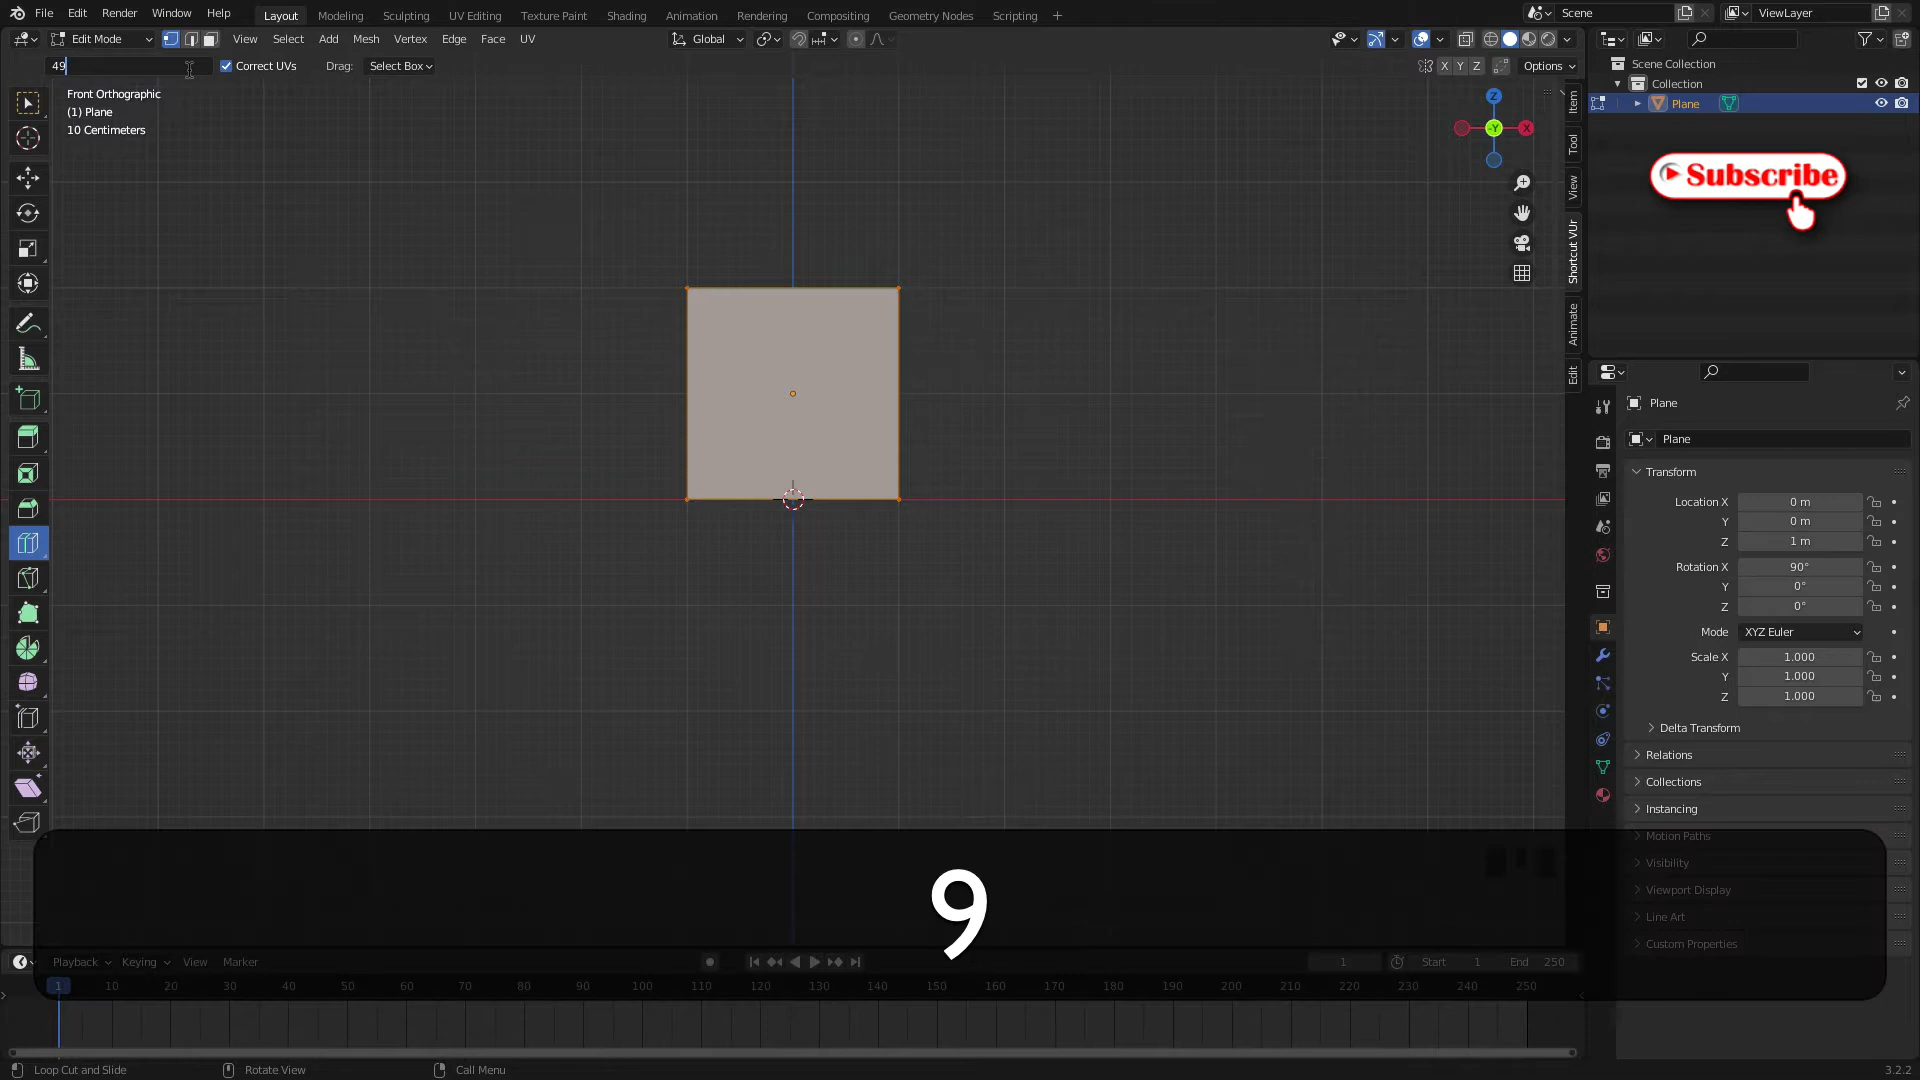 File Edit Render Window Help Layout Modeling Sculpting UV Editing Texture Paint Shading Animation Rendering Compositing Geometry Nodes Scripting + Scene ViewLayer
Edit Mode View Select Add Mesh Vertex Edge Face UV Global
49 Correct UVs Drag: Select Box X Y Z Options
Front Orthographic
(1) Plane
10 Centimeters
Z
-Y
X
Item
Tool
View
Shortcut VUr
Animate
Edit
Scene Collection
Collection
Plane
Subscribe
Plane
Plane
Transform
Location X 0 m
Y 0 m
Z 1 m
Rotation X 90°
Y 0°
Z 0°
Mode XYZ Euler
Scale X 1.000
Y 1.000
Z 1.000
Delta Transform
Relations
Collections
Instancing
Motion Paths
Visibility
Viewport Display
Line Art
Custom Properties
9
Playback Keying View Marker 1 Start 1 End 250
1 10 20 30 40 50 60 70 80 90 100 110 120 130 140 150 160 170 180 190 200 210 220 230 240 250
Loop Cut and Slide Rotate View Call Menu 3.2.2